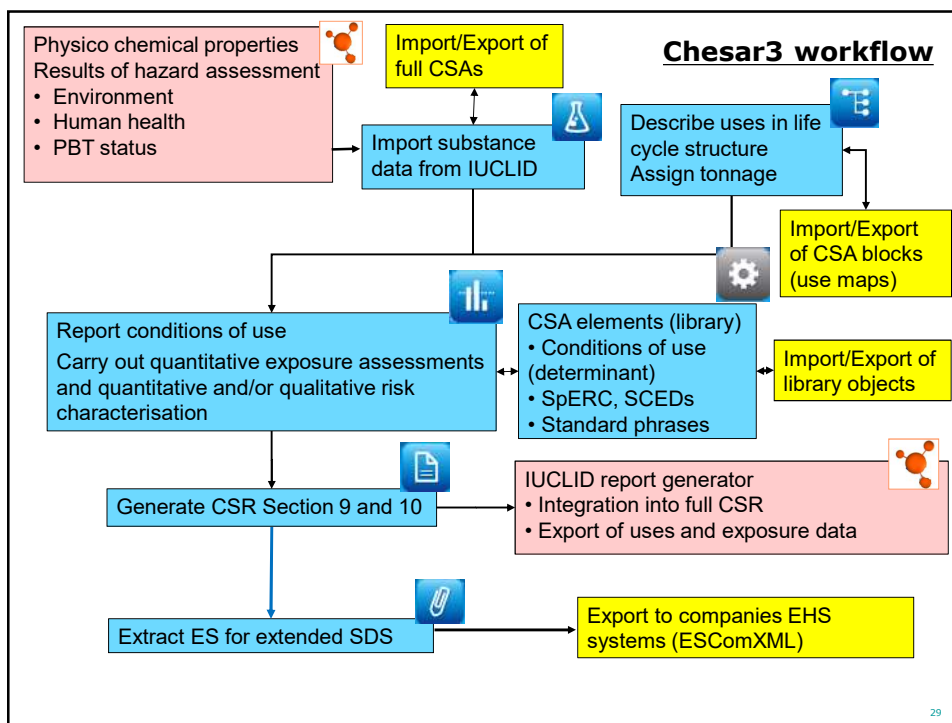 Chesar3 workflow
Physico chemical properties
Results of hazard assessment
• Environment
• Human health
• PBT status
Import/Export of
full CSAs
Import substance
data from IUCLID
Describe uses in life
cycle structure
Assign tonnage
Import/Export
of CSA blocks
(use maps)
Report conditions of use
Carry out quantitative exposure assessments
and quantitative and/or qualitative risk
characterisation
CSA elements (library)
• Conditions of use
(determinant)
• SpERC, SCEDs
• Standard phrases
Import/Export of
library objects
Generate CSR Section 9 and 10
IUCLID report generator
• Integration into full CSR
• Export of uses and exposure data
Extract ES for extended SDS
Export to companies EHS
systems (ESComXML)
29